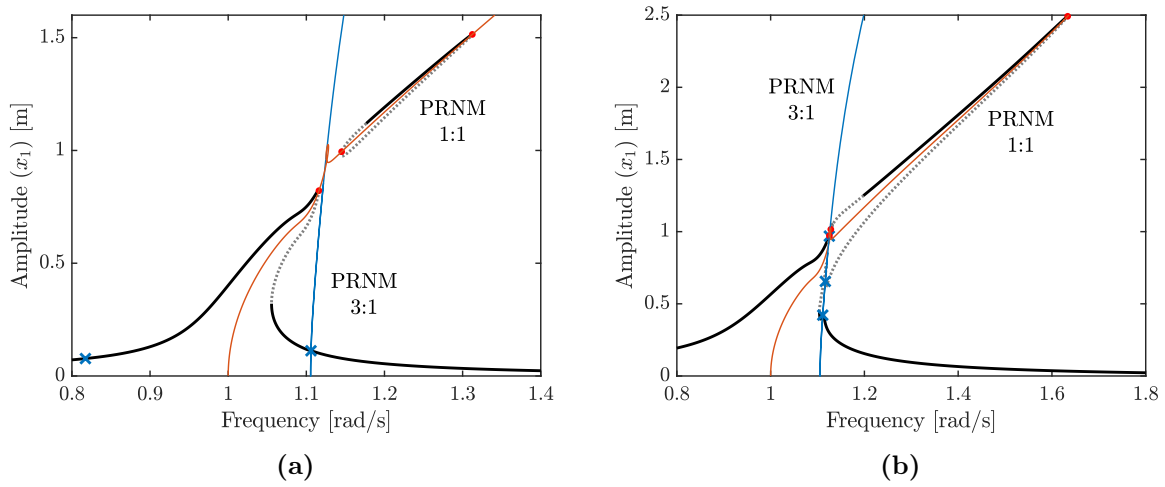 1.5
1
0.5
0
0.8
0.9
1
1.1
1.2
1.3
1.4
Amplitude (x₁) [m]
Frequency [rad/s]
PRNM
1:1
PRNM
3:1
(a)
2.5
2
1.5
1
0.5
0
0.8
1
1.2
1.4
1.6
1.8
Amplitude (x₁) [m]
Frequency [rad/s]
PRNM
3:1
PRNM
1:1
(b)